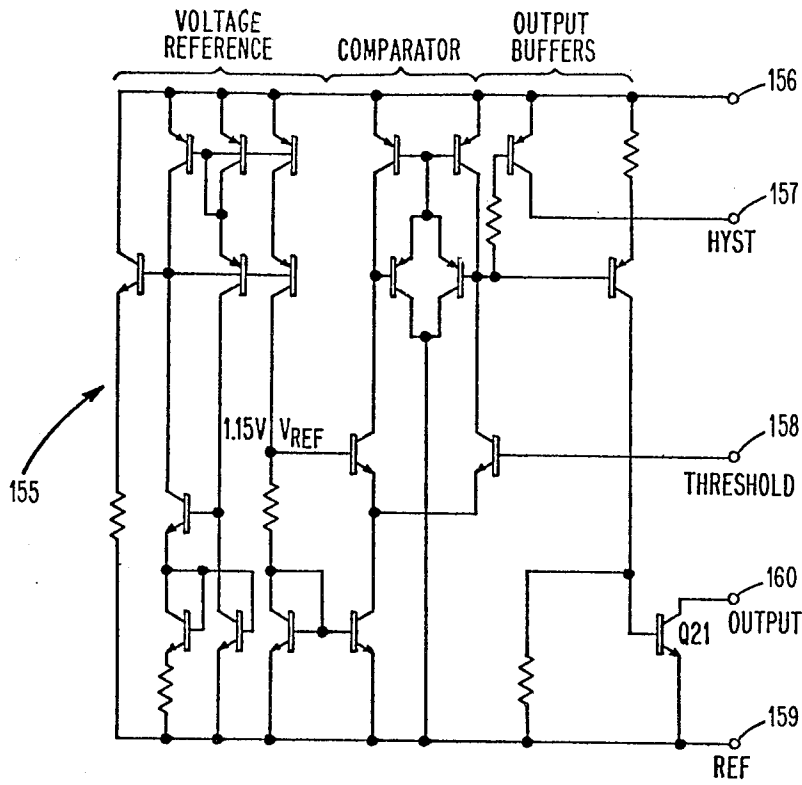 VOLTAGE
REFERENCE
COMPARATOR
OUTPUT
BUFFERS
156
157
HYST
1.15V VREF
158
THRESHOLD
155
160
OUTPUT
Q21
159
REF